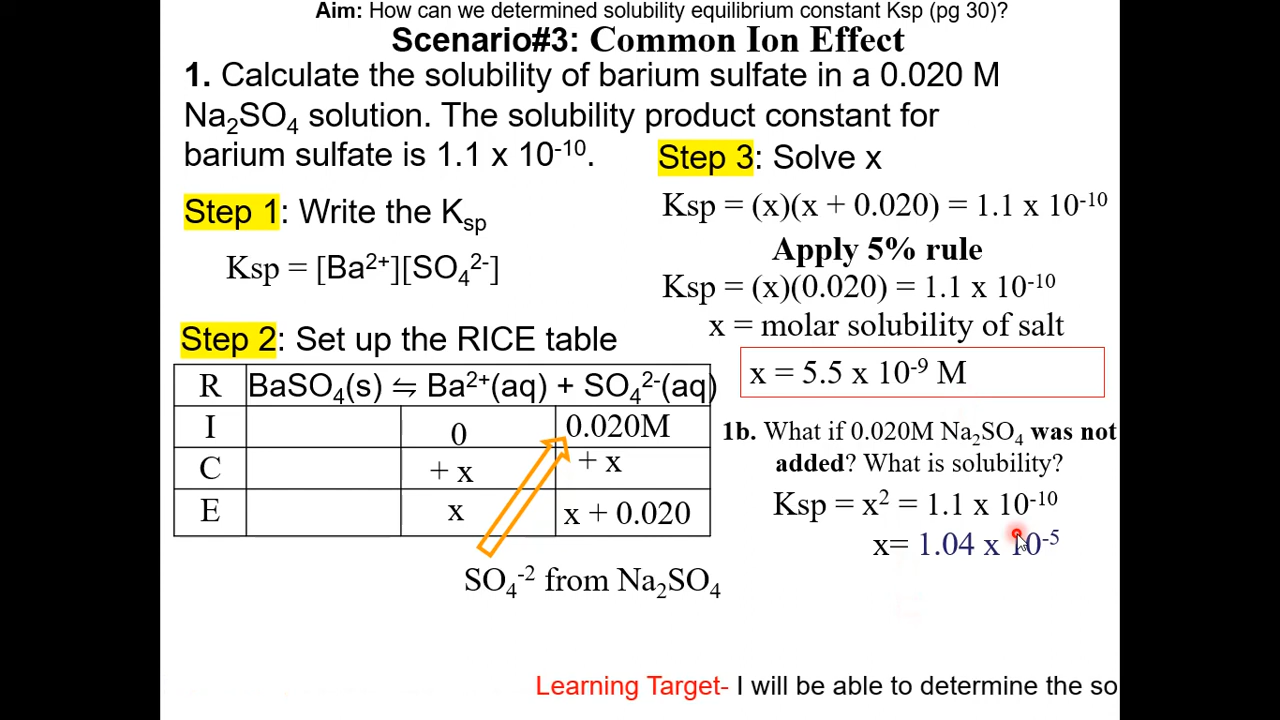 Aim: How can we determined solubility equilibrium constant Ksp (pg 30)?
Scenario#3: Common Ion Effect
1. Calculate the solubility of barium sulfate in a 0.020 M
Na₂SO₄ solution. The solubility product constant for
barium sulfate is 1.1 x 10⁻¹⁰.
Step 1: Write the Kₛₚ
Ksp = [Ba²⁺][SO₄²⁻]
Step 2: Set up the RICE table
R BaSO₄(s) ⇋ Ba²⁺(aq) + SO₄²⁻(aq)
I 0 0.020M
C + x + x
E x x + 0.020
SO₄⁻² from Na₂SO₄
Step 3: Solve x
Ksp = (x)(x + 0.020) = 1.1 x 10⁻¹⁰
Apply 5% rule
Ksp = (x)(0.020) = 1.1 x 10⁻¹⁰
x = molar solubility of salt
x = 5.5 x 10⁻⁹ M
1b. What if 0.020M Na₂SO₄ was not
added? What is solubility?
Ksp = x² = 1.1 x 10⁻¹⁰
x= 1.04 x 10⁻⁵
Learning Target- I will be able to determine the so